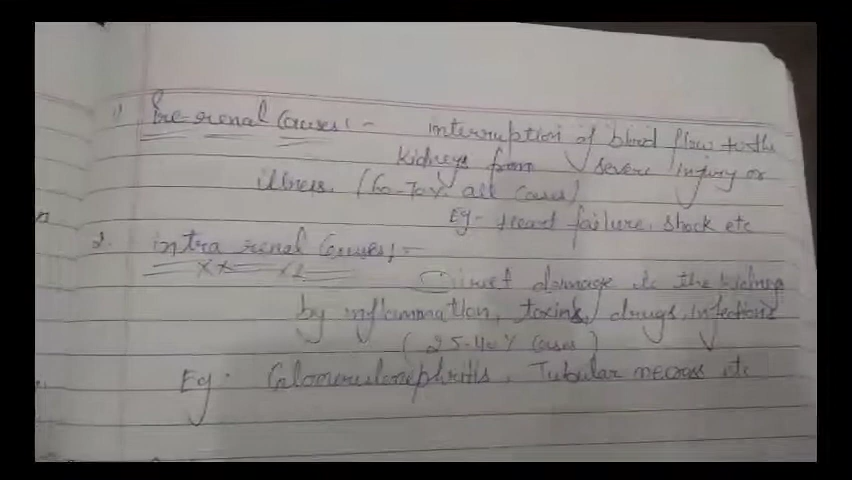 1) Pre-renal Causes:- interruption of blood flow to the
kidneys from severe injury or
illness. (60-70% all cases)
Eg- Heart failure, shock etc
2. intra renal Causes:-
Direct damage to the kidney
by inflammation, toxins, drugs, infections
(25-40% Cases)
Eg- Glomerulonephritis, Tubular necross etc